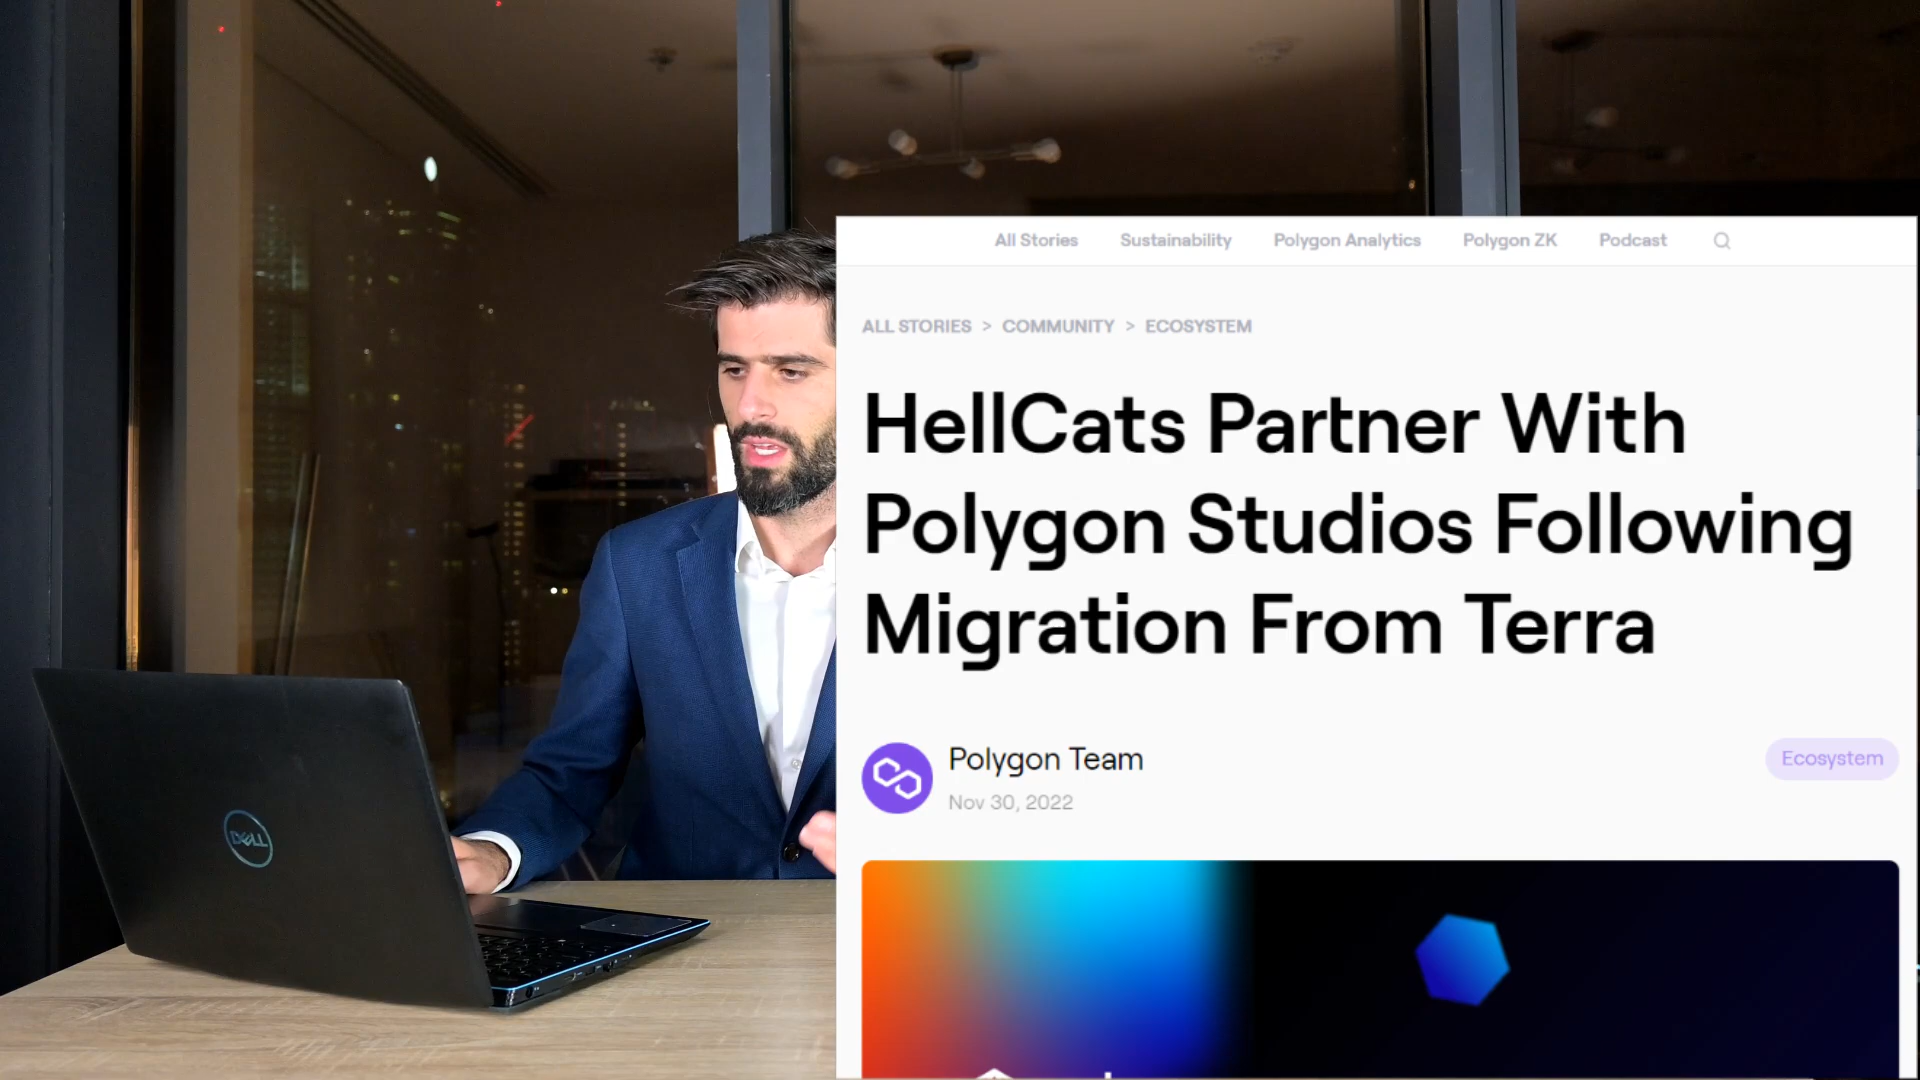 All Stories Sustainability Polygon Analytics Polygon ZK Podcast
ALL STORIES > COMMUNITY > ECOSYSTEM
HellCats Partner With
Polygon Studios Following
Migration From Terra
Polygon Team
Ecosystem
Nov 30, 2022
DELL